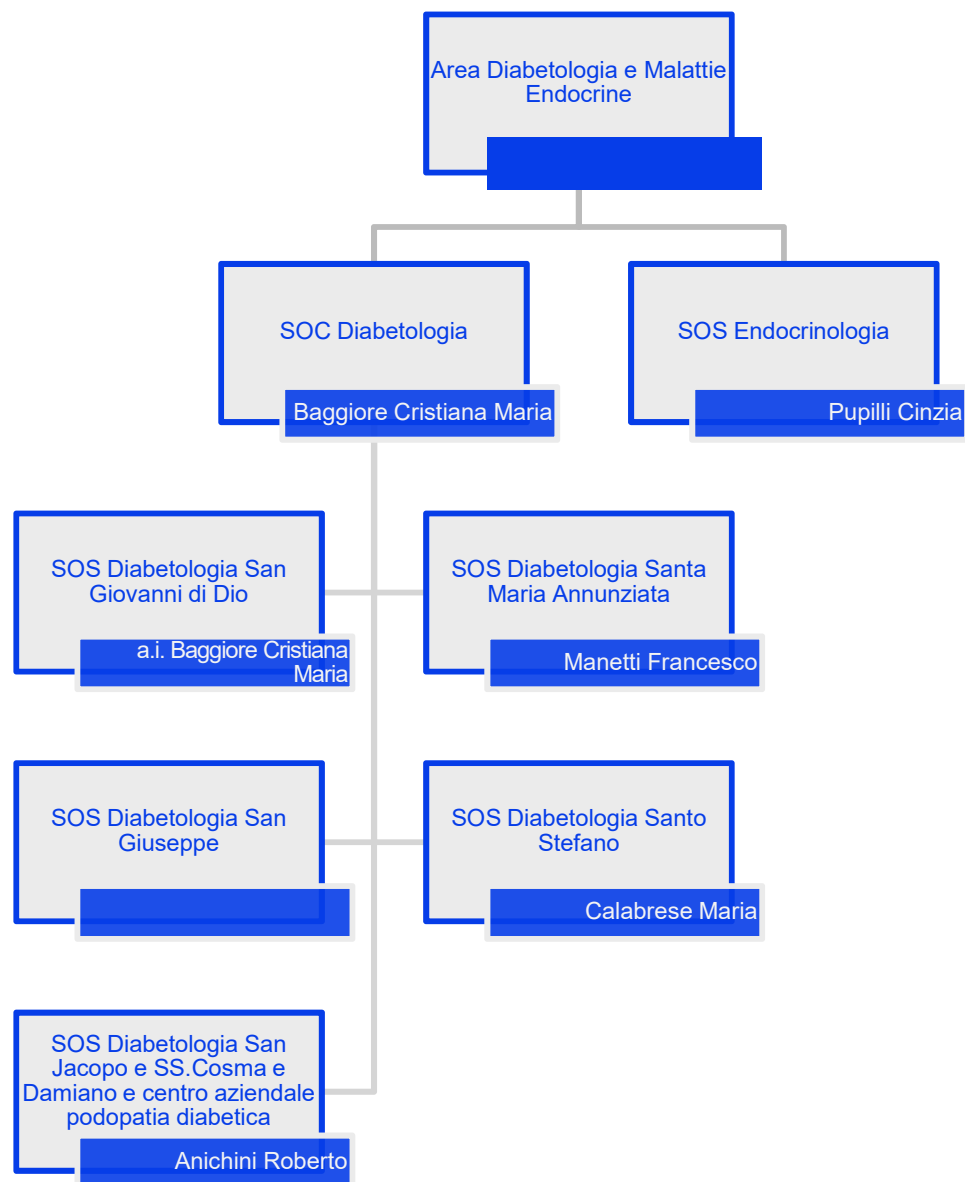 Area Diabetologia e Malattie
Endocrine
SOC Diabetologia
Baggiore Cristiana Maria
SOS Endocrinologia
Pupilli Cinzia
SOS Diabetologia San
Giovanni di Dio
a.i. Baggiore Cristiana
Maria
SOS Diabetologia Santa
Maria Annunziata
Manetti Francesco
SOS Diabetologia San
Giuseppe
SOS Diabetologia Santo
Stefano
Calabrese Maria
SOS Diabetologia San
Jacopo e SS.Cosma e
Damiano e centro aziendale
podopatia diabetica
Anichini Roberto